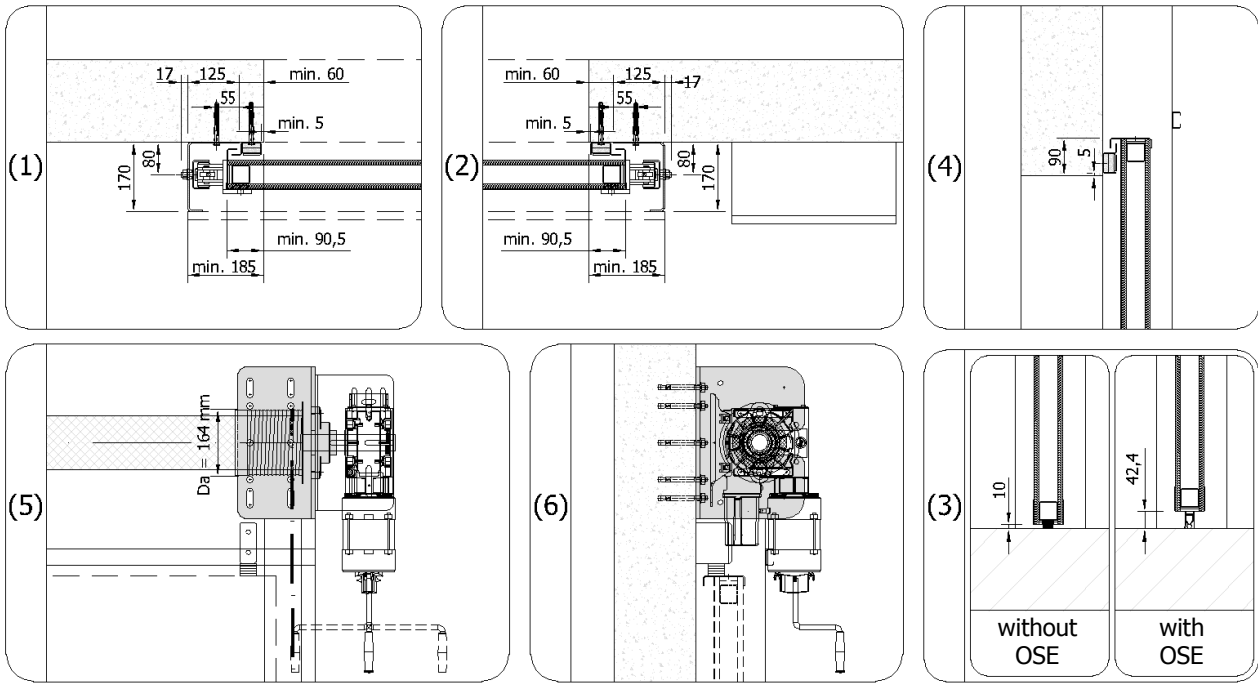 (1)
17 125 min. 60
55
min. 5
80
170
min. 90,5
min. 185
(2)
min. 60 125 17
55
min. 5
80
170
min. 90,5
min. 185
(4)
90
5
(5)
Da = 164 mm
(6)
(3)
10
without
OSE
42,4
with
OSE